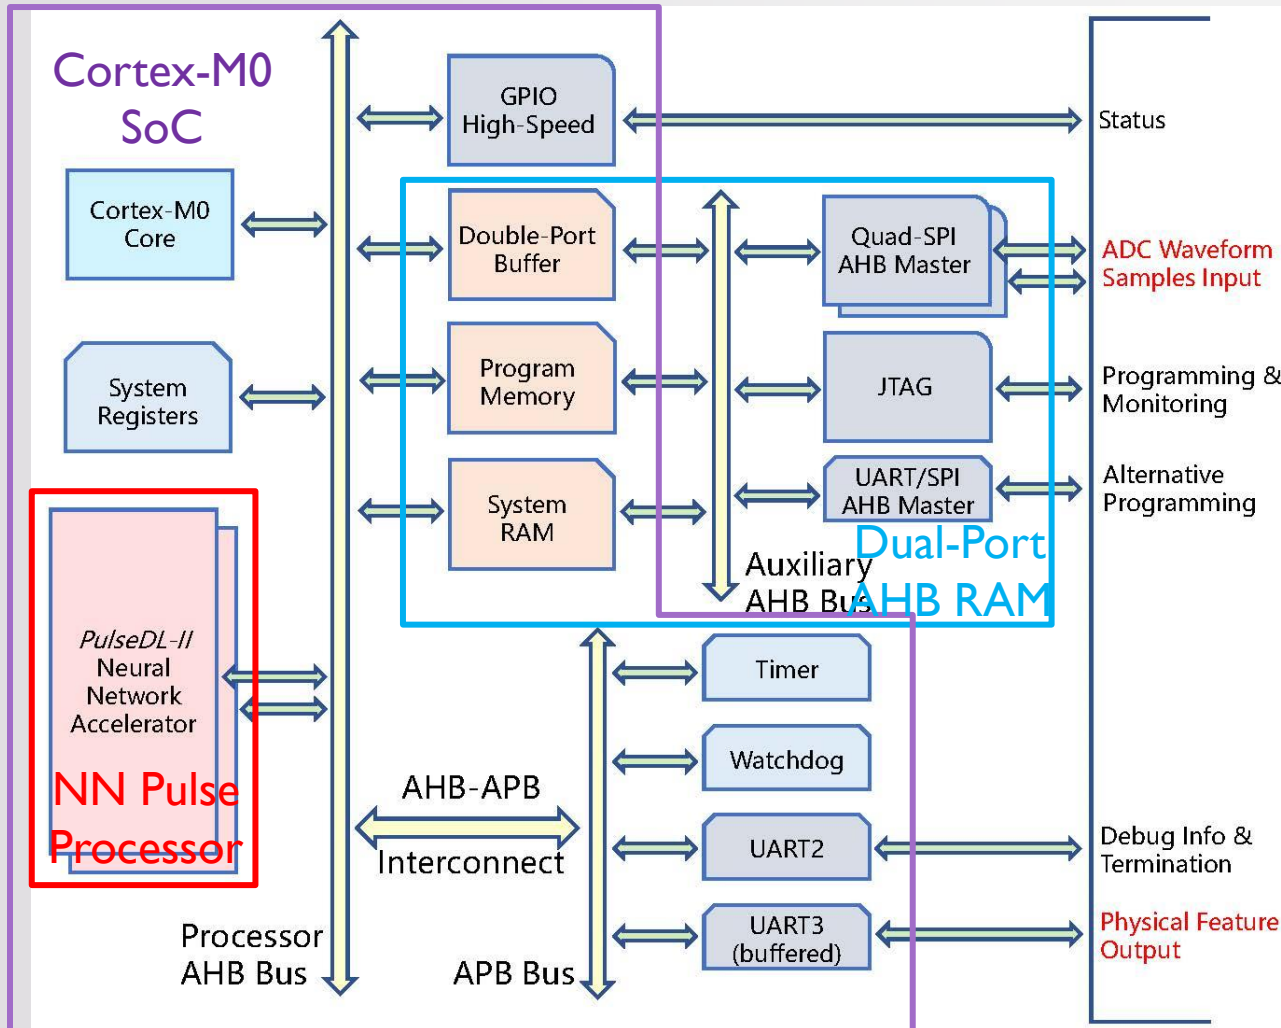 Cortex-M0
SoC
GPIO
High-Speed
Status
Cortex-M0
Core
Double-Port
Buffer
Quad-SPI
AHB Master
ADC Waveform
Samples Input
System
Registers
Program
Memory
JTAG
Programming &
Monitoring
System
RAM
UART/SPI
AHB Master
Alternative
Programming
Auxiliary
AHB Bus
Dual-Port
AHB RAM
PulseDL-II
Neural
Network
Accelerator
NN Pulse
Processor
Timer
Watchdog
AHB-APB
Interconnect
UART2
Debug Info &
Termination
UART3
(buffered)
Physical Feature
Output
Processor
AHB Bus
APB Bus